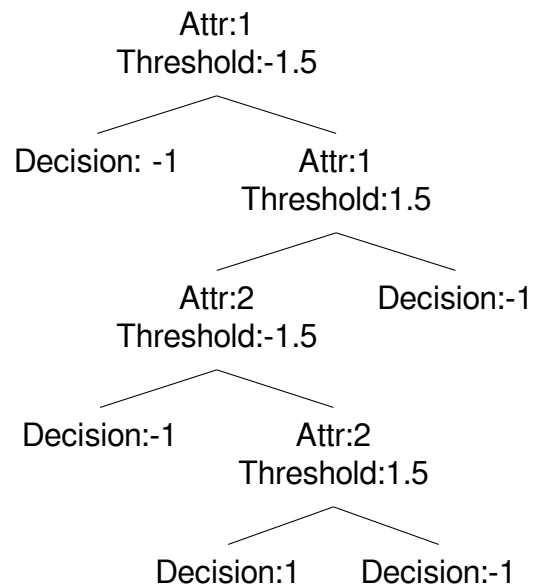 Attr:1
Threshold:-1.5
Decision: -1
Attr:1
Threshold:1.5
Attr:2
Threshold:-1.5
Decision:-1
Decision:-1
Attr:2
Threshold:1.5
Decision:1
Decision:-1